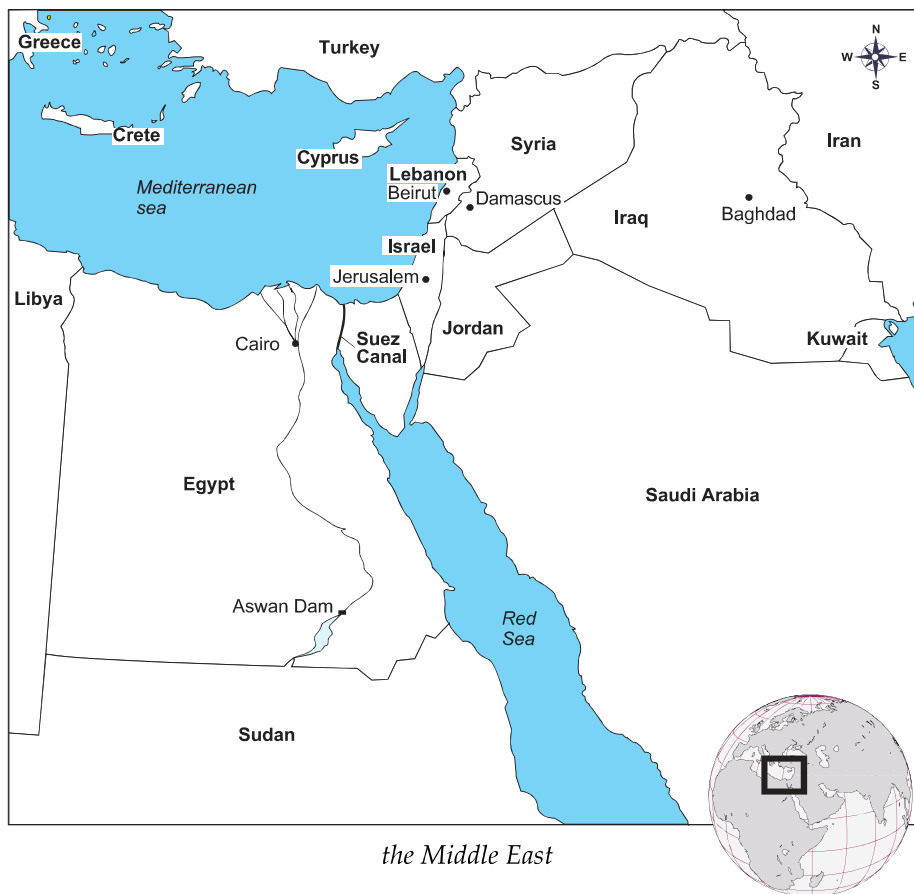 N
W E
S
Greece
Turkey
Crete
Cyprus
Syria
Iran
Lebanon
Beirut
Mediterranean
sea
Damascus
Iraq
Baghdad
Israel
Jerusalem
Libya
Jordan
Kuwait
Cairo
Suez
Canal
Egypt
Saudi Arabia
Aswan Dam
Red
Sea
Sudan
the Middle East